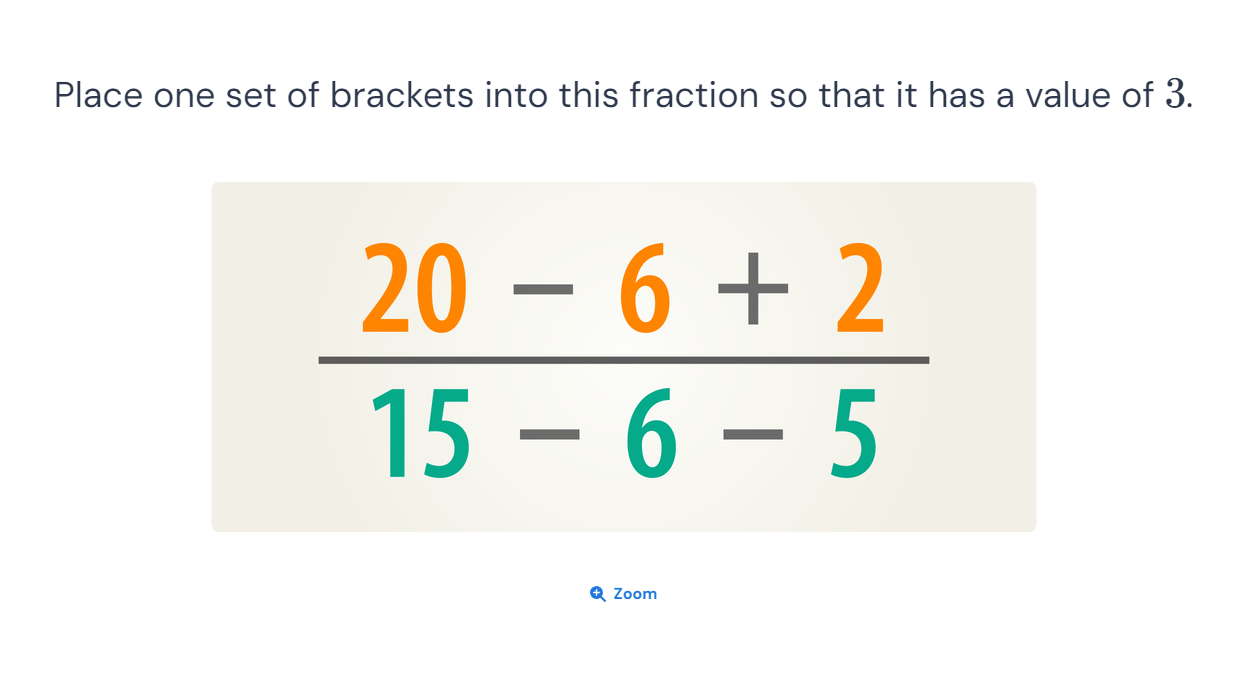 Place one set of brackets into this fraction so that it has a value of 3.
20 − 6 + 2
15 − 6 − 5
Zoom